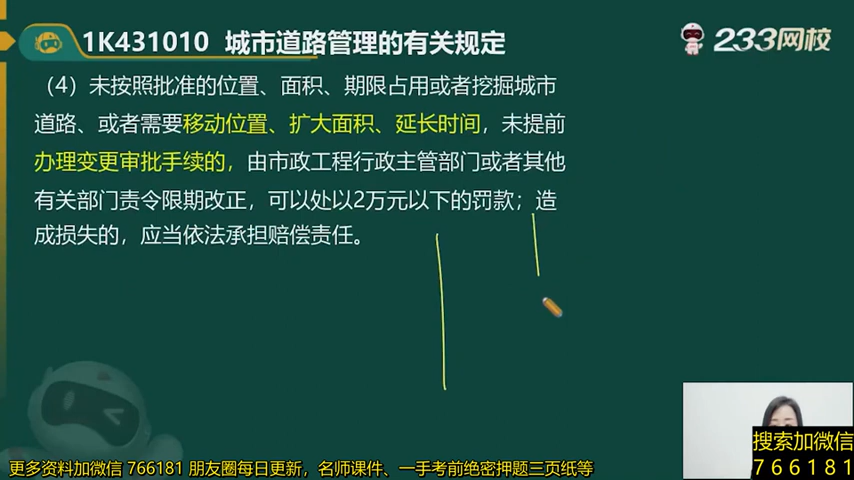 1K431010 城市道路管理的有关规定
233网校
（4）未按照批准的位置、面积、期限占用或者挖掘城市
道路、或者需要移动位置、扩大面积、延长时间，未提前
办理变更审批手续的，由市政工程行政主管部门或者其他
有关部门责令限期改正，可以处以2万元以下的罚款；造
成损失的，应当依法承担赔偿责任。
搜索加微信
766181
更多资料加微信 766181 朋友圈每日更新，名师课件、一手考前绝密押题三页纸等